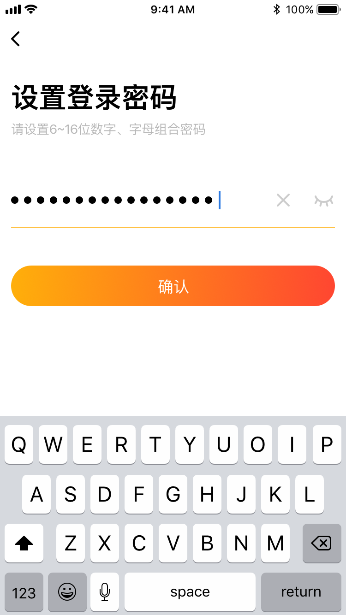 9:41 AM 100%
设置登录密码
请设置6~16位数字、字母组合密码
确认
Q W E R T Y U O I P
A S D F G H J K L
Z X C V B N M
123 space return